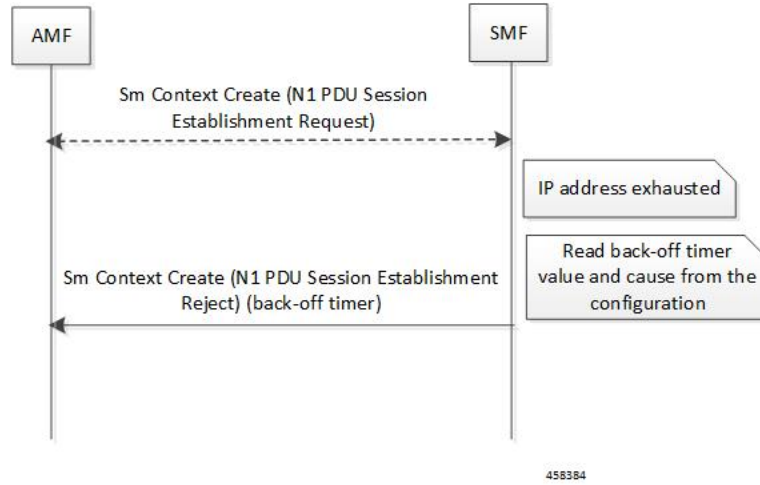 AMF
SMF
Sm Context Create (N1 PDU Session
Establishment Request)
IP address exhausted
Read back-off timer
value and cause from the
configuration
Sm Context Create (N1 PDU Session Establishment
Reject) (back-off timer)
458384